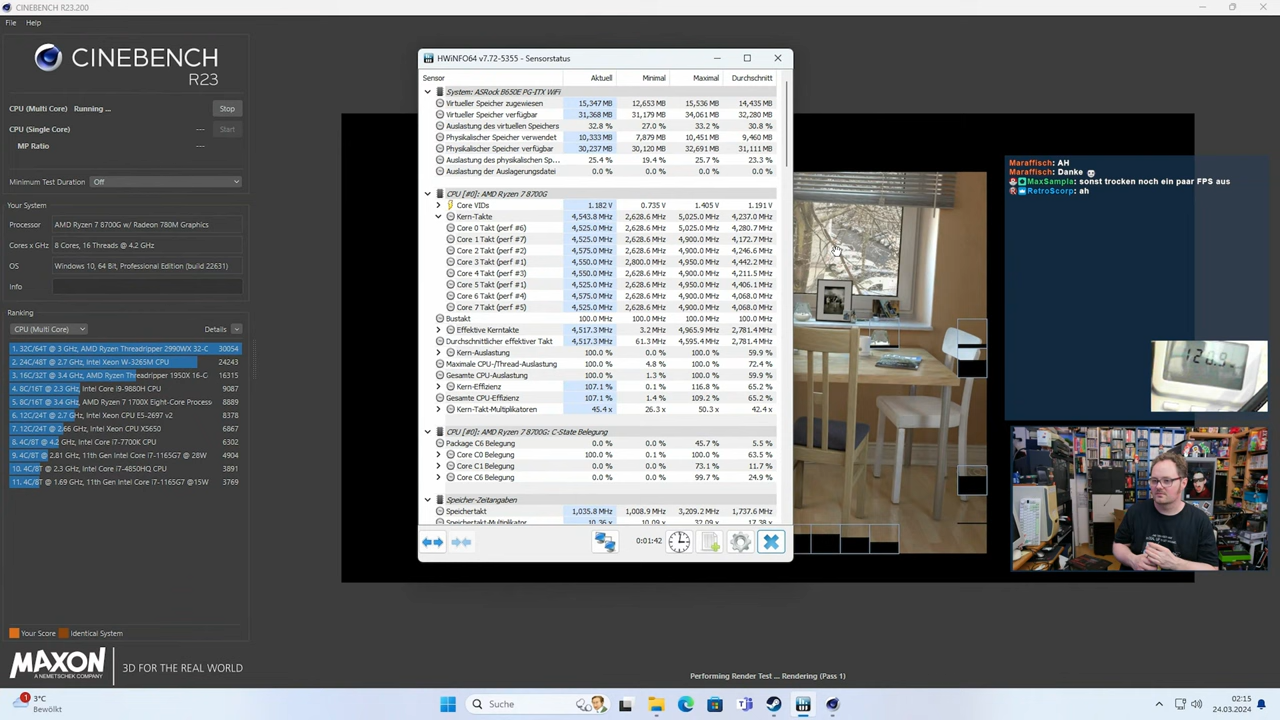 CINEBENCH R23.200
File Help
CINEBENCH
R23
CPU (Multi Core) Running ... Stop
CPU (Single Core) --- Start
MP Ratio ---
Minimum Test Duration Off
Your System
Processor AMD Ryzen 7 8700G w/ Radeon 780M Graphics
Cores x GHz 8 Cores, 16 Threads @ 4.2 GHz
OS Windows 10, 64 Bit, Professional Edition (build 22631)
Info
Ranking
CPU (Multi Core) Details
1. 32C/64T @ 3 GHz, AMD Ryzen Threadripper 2990WX 32-C 30054
2. 24C/48T @ 2.7 GHz, Intel Xeon W-3265M CPU 24243
3. 16C/32T @ 3.4 GHz, AMD Ryzen Threadripper 1950X 16-C 16315
4. 8C/16T @ 2.3 GHz, Intel Core i9-9880H CPU 9087
5. 8C/16T @ 3.4 GHz, AMD Ryzen 7 1700X Eight-Core Process 8889
6. 12C/24T @ 2.7 GHz, Intel Xeon CPU E5-2697 v2 8378
7. 12C/24T @ 2.66 GHz, Intel Xeon CPU X5650 6867
8. 4C/8T @ 4.2 GHz, Intel Core i7-7700K CPU 6302
9. 4C/8T @ 2.8 GHz, 11th Gen Intel Core i7-1165G7 @ 28W 4904
10. 4C/8T @ 2.3 GHz, Intel Core i7-4850HQ CPU 3891
11. 4C/8T @ 1.69 GHz, 11th Gen Intel Core i7-1165G7 @15W 3769
Your Score Identical System
MAXON
A NEMETSCHEK COMPANY
3D FOR THE REAL WORLD
HWiNFO64 v7.72-5355 - Sensorstatus
Sensor Aktuell Minimal Maximal Durchschnitt
System: ASRock B650E PG-ITX WiFi
Virtueller Speicher zugewiesen 15,347 MB 12,653 MB 15,536 MB 14,435 MB
Virtueller Speicher verfügbar 31,368 MB 31,179 MB 34,061 MB 32,280 MB
Auslastung des virtuellen Speichers 32.8 % 27.0 % 33.2 % 30.8 %
Physikalischer Speicher verwendet 10,333 MB 7,879 MB 10,451 MB 9,460 MB
Physikalischer Speicher verfügbar 30,237 MB 30,120 MB 32,691 MB 31,111 MB
Auslastung des physikalischen Sp... 25.4 % 19.4 % 25.7 % 23.3 %
Auslastung der Auslagerungsdatei 0.0 % 0.0 % 0.0 % 0.0 %
CPU [#0]: AMD Ryzen 7 8700G
Core VIDs 1.182 V 0.735 V 1.405 V 1.191 V
Kern-Takte 4,543.8 MHz 2,628.6 MHz 5,025.0 MHz 4,237.0 MHz
Core 0 Takt (perf #6) 4,525.0 MHz 2,628.6 MHz 4,900.0 MHz 4,280.7 MHz
Core 1 Takt (perf #7) 4,525.0 MHz 2,628.6 MHz 4,900.0 MHz 4,172.7 MHz
Core 2 Takt (perf #2) 4,575.0 MHz 2,628.6 MHz 4,900.0 MHz 4,246.6 MHz
Core 3 Takt (perf #1) 4,550.0 MHz 2,800.0 MHz 4,950.0 MHz 4,442.2 MHz
Core 4 Takt (perf #3) 4,550.0 MHz 2,628.6 MHz 4,900.0 MHz 4,211.5 MHz
Core 5 Takt (perf #1) 4,525.0 MHz 2,628.6 MHz 5,025.0 MHz 4,406.1 MHz
Core 6 Takt (perf #4) 4,575.0 MHz 2,628.6 MHz 4,900.0 MHz 4,068.0 MHz
Core 7 Takt (perf #5) 4,525.0 MHz 2,628.6 MHz 4,900.0 MHz 4,068.0 MHz
Bustakt 100.0 MHz 100.0 MHz 100.0 MHz 100.0 MHz
Effektive Kerntakte 4,517.3 MHz 3.2 MHz 4,965.9 MHz 2,781.4 MHz
Durchschnittlicher effektiver Takt 4,517.3 MHz 61.3 MHz 4,595.4 MHz 2,781.4 MHz
Kern-Auslastung 100.0 % 0.0 % 100.0 % 59.9 %
Maximale CPU-/Thread-Auslastung 100.0 % 4.8 % 100.0 % 72.4 %
Gesamte CPU-Auslastung 100.0 % 1.3 % 100.0 % 59.9 %
Kern-Effizienz 107.1 % 0.1 % 116.8 % 65.2 %
Gesamte CPU-Effizienz 107.1 % 1.4 % 109.2 % 65.2 %
Kern-Takt-Multiplikatoren 45.4 x 26.3 x 50.3 x 42.4 x
CPU [#0]: AMD Ryzen 7 8700G: C-State Belegung
Package C6 Belegung 0.0 % 0.0 % 45.7 % 5.5 %
Core C0 Belegung 100.0 % 0.1 % 100.0 % 63.5 %
Core C1 Belegung 0.0 % 0.0 % 73.1 % 11.7 %
Core C6 Belegung 0.0 % 0.0 % 99.7 % 24.9 %
Speicher-Zeitangaben
Speichertakt 1,035.8 MHz 1,008.9 MHz 3,209.2 MHz 1,737.6 MHz
Speichertakt-Multiplikator 10.36 x 10.09 x 32.09 x 17.38 x
0:01:42
Maraffisch: AH
Maraffisch: Danke
MaxSampla: sonst trocken noch ein paar FPS aus
RetroScorp: ah
Performing Render Test ... Rendering (Pass 1)
1
3°C
Bewölkt
Suche
02:15
24.03.2024